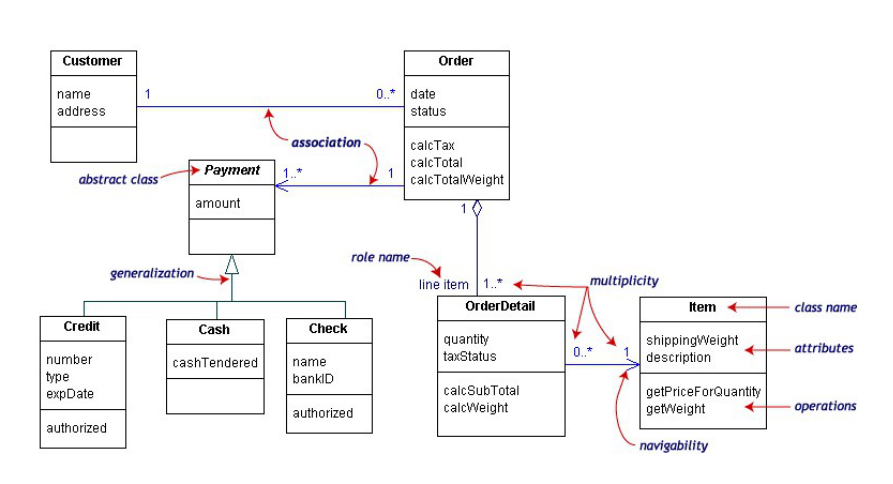 Customer
name
address
1
0..*
association
Order
date
status
calcTax
calcTotal
calcTotalWeight
abstract class
Payment
amount
1..*
1
1
generalization
role name
line item
1..*
multiplicity
Credit
number
type
expDate
authorized
Cash
cashTendered
Check
name
bankID
authorized
OrderDetail
quantity
taxStatus
calcSubTotal
calcWeight
0..*
1
Item
shippingWeight
description
getPriceForQuantity
getWeight
class name
attributes
operations
navigability